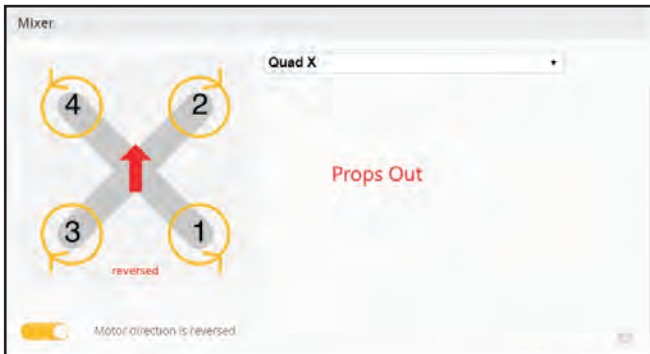 Mixer
Quad X
4
2
Props Out
3
1
reversed
Motor direction is reversed